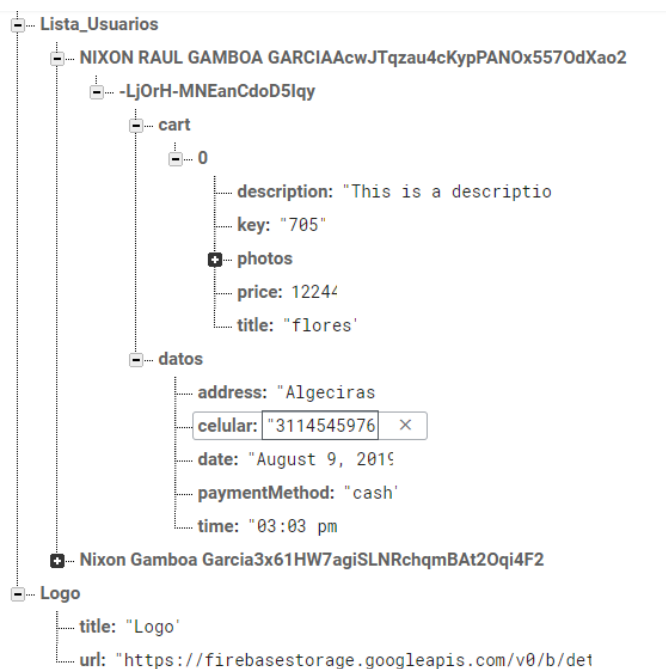 Lista_Usuarios
NIXON RAUL GAMBOA GARCIAAcwJTqzau4cKypPANOx557OdXao2
-LjOrH-MNEanCdoD5Iqy
cart
0
description: "This is a descriptio
key: "705"
photos
price: 12244
title: "flores'
datos
address: "Algeciras
celular: "3114545976 ×
date: "August 9, 2019
paymentMethod: "cash'
time: "03:03 pm
Nixon Gamboa Garcia3x61HW7agiSLNRchqmBAt2Oqi4F2
Logo
title: "Logo'
url: "https://firebasestorage.googleapis.com/v0/b/det